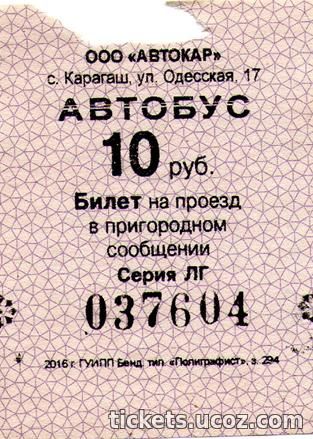 ООО «АВТОКАР»
с. Карагаш, ул. Одесская, 17
АВТОБУС
10 руб.
Билет на проезд
в пригородном
сообщении
Серия ЛГ
037604
2016 г. ГУИПП Бенд. тип. «Полиграфист», з. 294
tickets.ucoz.com